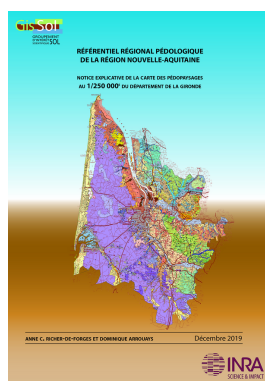 GisSol
GROUPEMENT
D'INTÉRÊT
SCIENTIFIQUE SOL
RÉFÉRENTIEL RÉGIONAL PÉDOLOGIQUE
DE LA RÉGION NOUVELLE-AQUITAINE
NOTICE EXPLICATIVE DE LA CARTE DES PÉDOPAYSAGES
AU 1/250 000e DU DÉPARTEMENT DE LA GIRONDE
ANNE C. RICHER-DE-FORGES ET DOMINIQUE ARROUAYS
Décembre 2019
INRA
SCIENCE & IMPACT